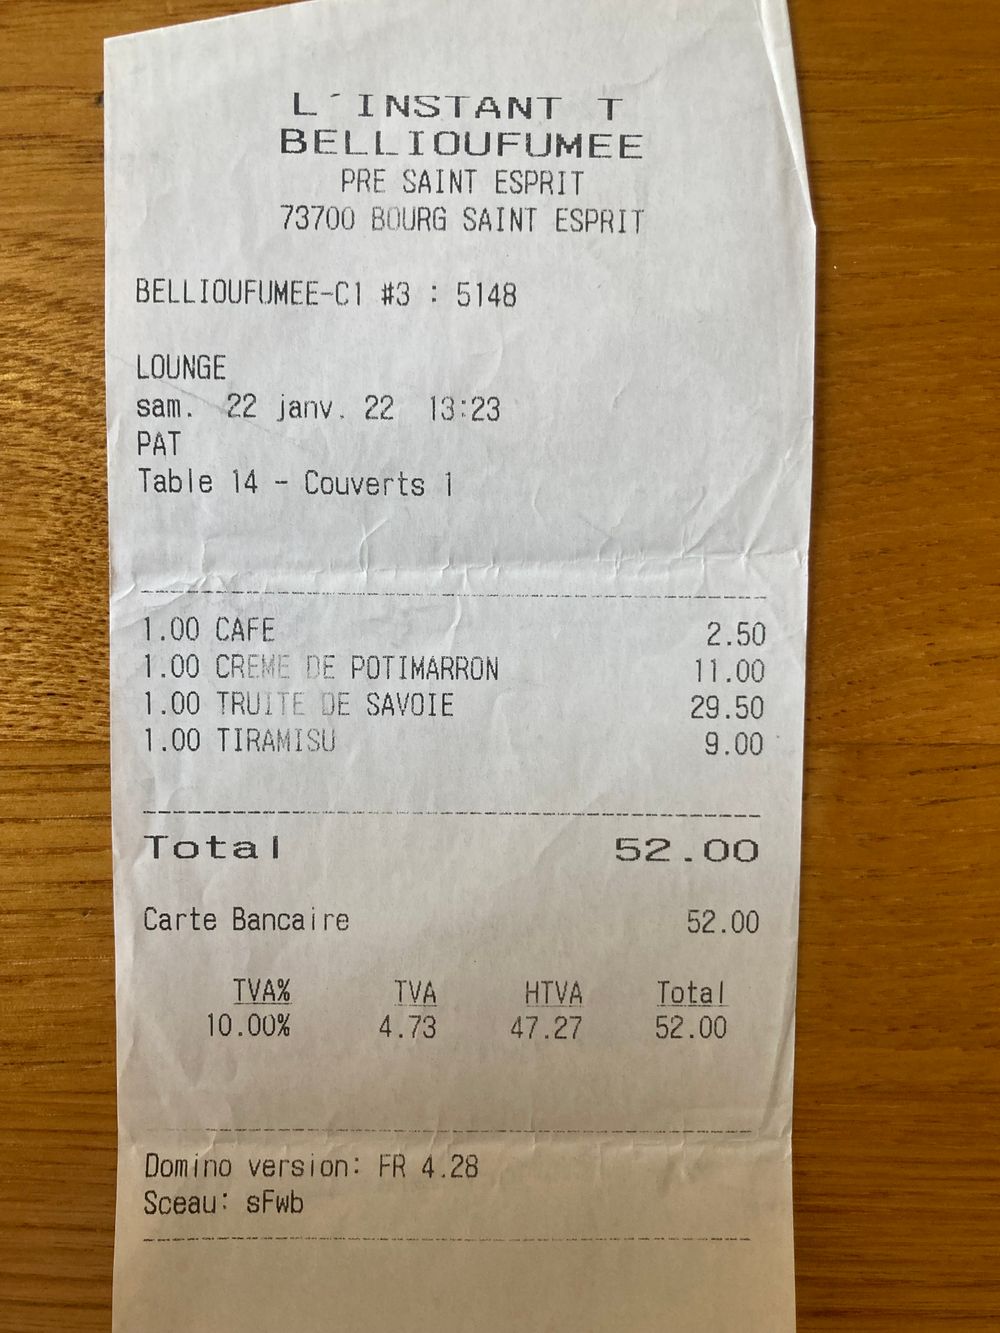 L´INSTANT T
BELLIOUFUMEE
PRE SAINT ESPRIT
73700 BOURG SAINT ESPRIT
BELLIOUFUMEE-C1 #3 : 5148
LOUNGE
sam. 22 janv. 22 13:23
PAT
Table 14 - Couverts 1
1.00 CAFE 2.50
1.00 CREME DE POTIMARRON 11.00
1.00 TRUITE DE SAVOIE 29.50
1.00 TIRAMISU 9.00
Total 52.00
Carte Bancaire 52.00
TVA% TVA HTVA Total
10.00% 4.73 47.27 52.00
Domino version: FR 4.28
Sceau: sFwb